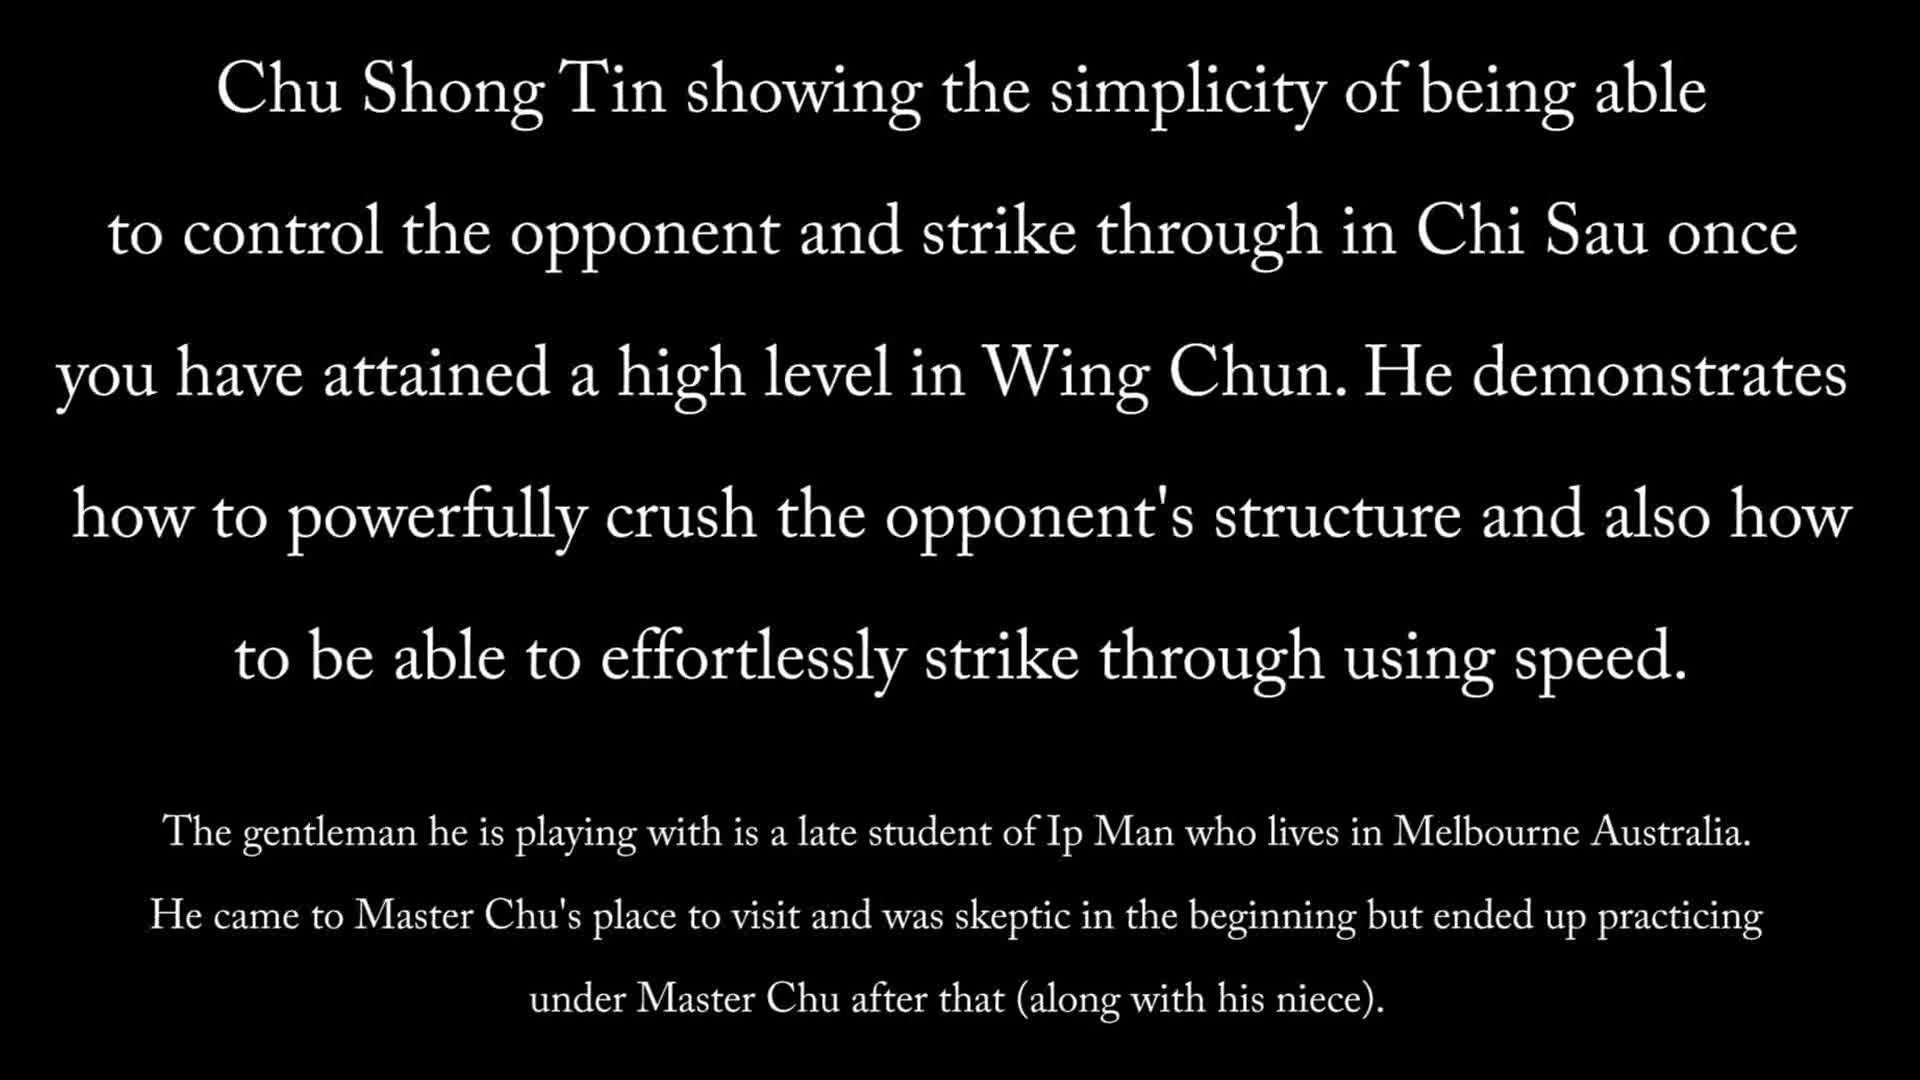 Chu Shong Tin showing the simplicity of being able
to control the opponent and strike through in Chi Sau once
you have attained a high level in Wing Chun. He demonstrates
how to powerfully crush the opponent's structure and also how
to be able to effortlessly strike through using speed.
The gentleman he is playing with is a late student of Ip Man who lives in Melbourne Australia.
He came to Master Chu's place to visit and was skeptic in the beginning but ended up practicing
under Master Chu after that (along with his niece).